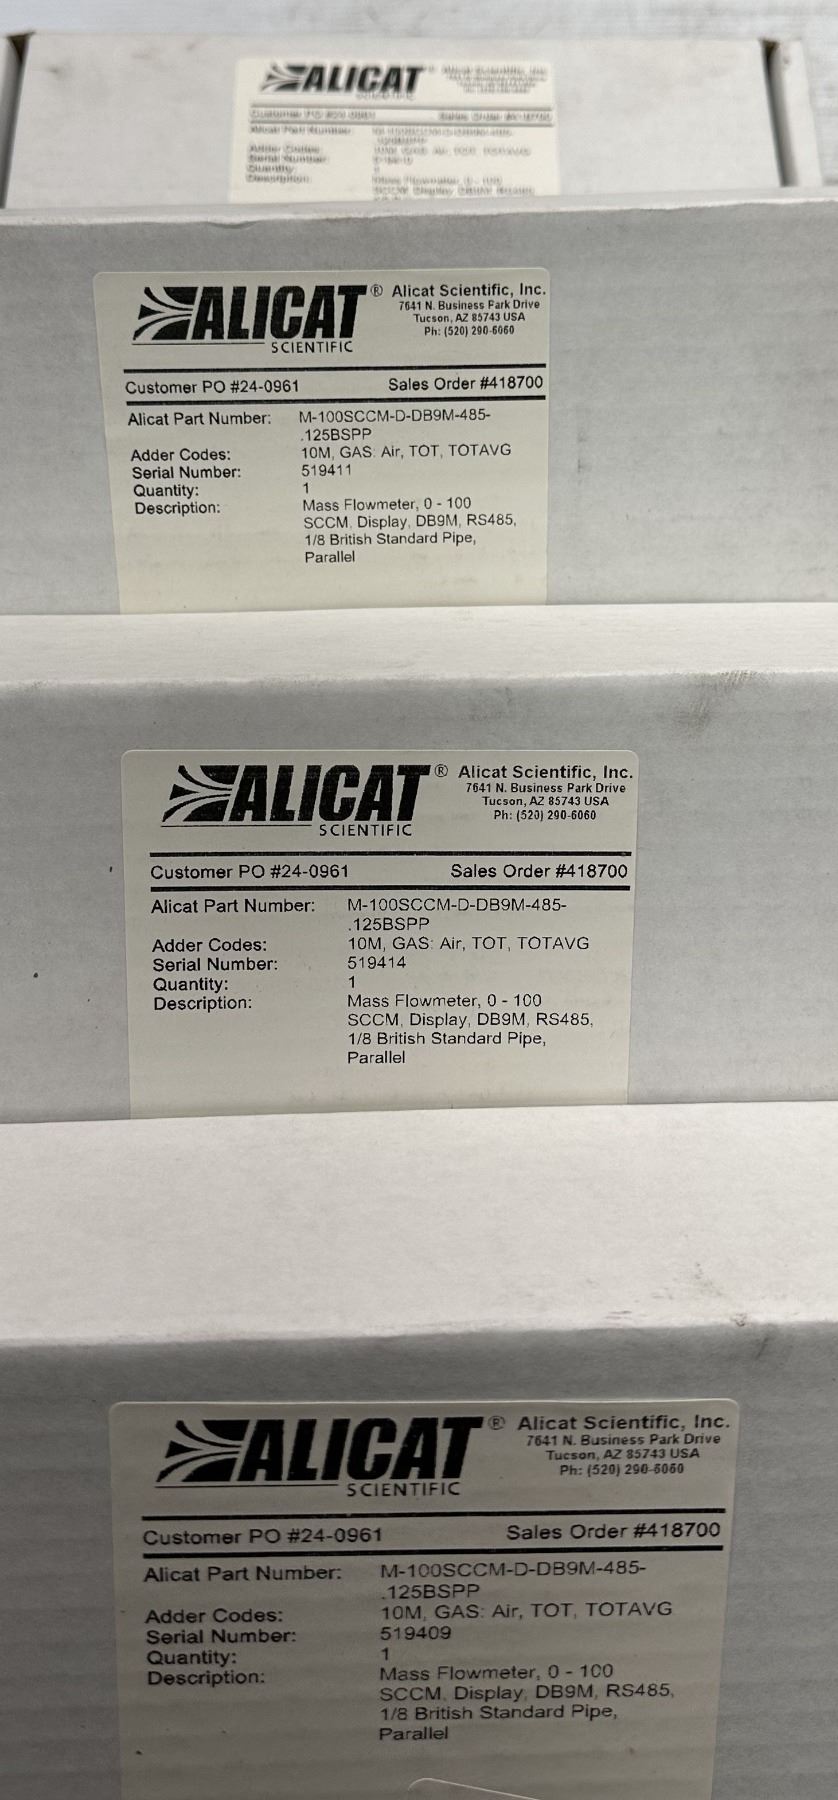 ALICAT
Alicat Scientific, Inc.
ALICAT® Alicat Scientific, Inc.
7641 N. Business Park Drive
Tucson, AZ 85743 USA
Ph: (520) 290-6060
SCIENTIFIC
Customer PO #24-0961 Sales Order #418700
Alicat Part Number: M-100SCCM-D-DB9M-485-
.125BSPP
Adder Codes: 10M, GAS: Air, TOT, TOTAVG
Serial Number: 519411
Quantity: 1
Description: Mass Flowmeter, 0 - 100
SCCM, Display, DB9M, RS485,
1/8 British Standard Pipe,
Parallel
ALICAT® Alicat Scientific, Inc.
7641 N. Business Park Drive
Tucson, AZ 85743 USA
Ph: (520) 290-6060
SCIENTIFIC
Customer PO #24-0961 Sales Order #418700
Alicat Part Number: M-100SCCM-D-DB9M-485-
.125BSPP
Adder Codes: 10M, GAS: Air, TOT, TOTAVG
Serial Number: 519414
Quantity: 1
Description: Mass Flowmeter, 0 - 100
SCCM, Display, DB9M, RS485,
1/8 British Standard Pipe,
Parallel
ALICAT® Alicat Scientific, Inc.
7641 N. Business Park Drive
Tucson, AZ 85743 USA
Ph: (520) 290-6060
SCIENTIFIC
Customer PO #24-0961 Sales Order #418700
Alicat Part Number: M-100SCCM-D-DB9M-485-
.125BSPP
Adder Codes: 10M, GAS: Air, TOT, TOTAVG
Serial Number: 519409
Quantity: 1
Description: Mass Flowmeter, 0 - 100
SCCM, Display, DB9M, RS485,
1/8 British Standard Pipe,
Parallel